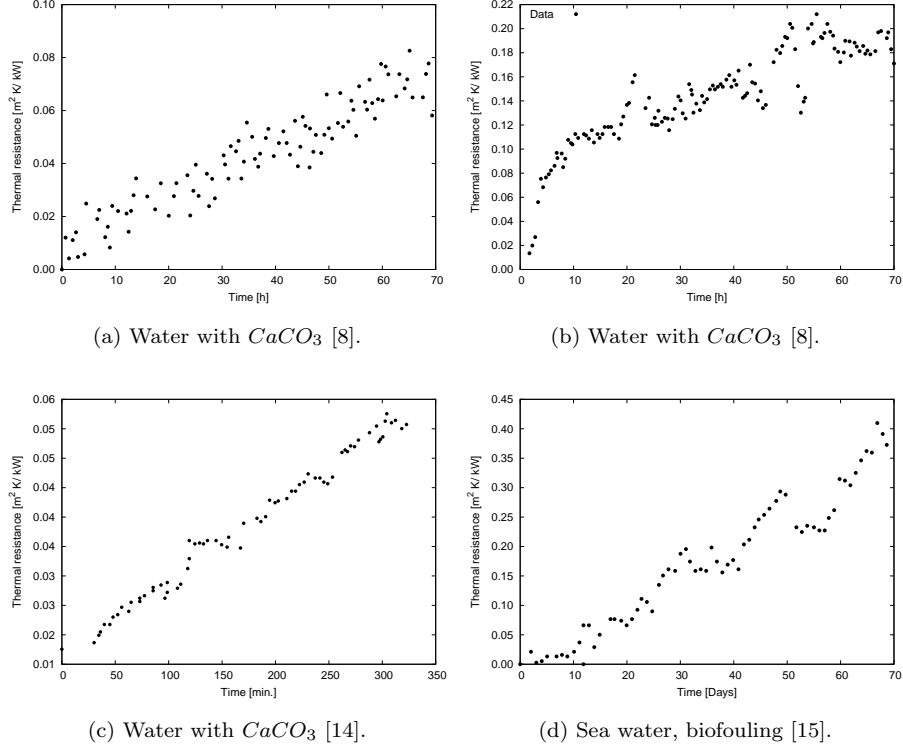 0.10
0.08
0.06
0.04
0.02
0.00
0 10 20 30 40 50 60 70
Thermal resistance [m² K/ kW]
Time [h]
(a) Water with CaCO₃ [8].
0.22
0.20
0.18
0.16
0.14
0.12
0.10
0.08
0.06
0.04
0.02
0.00
0 10 20 30 40 50 60 70
Thermal resistance [m² K/ kW]
Time [h]
Data
(b) Water with CaCO₃ [8].
0.06
0.05
0.04
0.04
0.03
0.03
0.02
0.01
0 50 100 150 200 250 300 350
Thermal resistance [m² K/ kW]
Time [min.]
(c) Water with CaCO₃ [14].
0.45
0.40
0.35
0.30
0.25
0.20
0.15
0.10
0.05
0.00
0 10 20 30 40 50 60 70
Thermal resistance [m² K/ kW]
Time [Days]
(d) Sea water, biofouling [15].